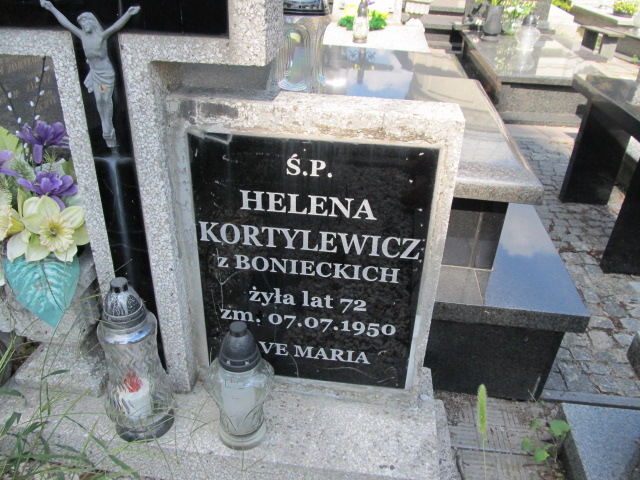 Ś.P.
HELENA
KORTYLEWICZ
z BONIECKICH
żyła lat 72
zm. 07.07.1950
VE MARIA